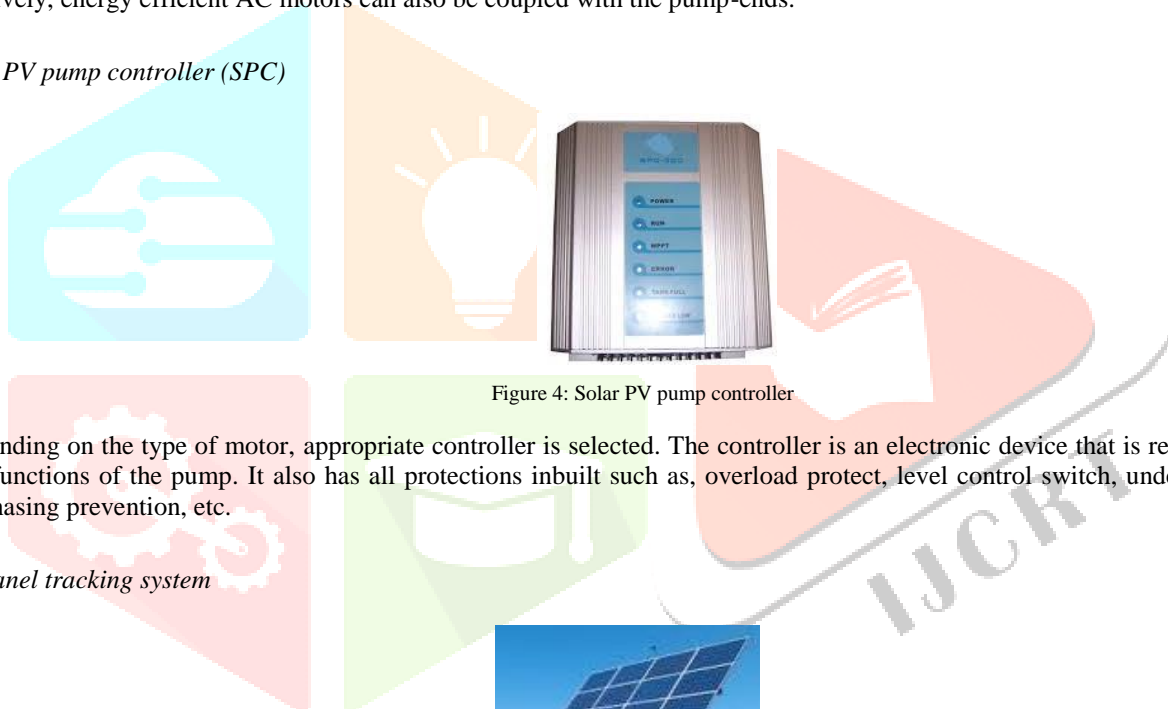 vely, energy efficient AC motors can also be coupled with the pump-ends.
PV pump controller (SPC)
POWER
RUN
MPPT
ERROR
TANK FULL
Figure 4: Solar PV pump controller
nding on the type of motor, appropriate controller is selected. The controller is an electronic device that is re
functions of the pump. It also has all protections inbuilt such as, overload protect, level control switch, unde
hasing prevention, etc.
anel tracking system
IJCRT